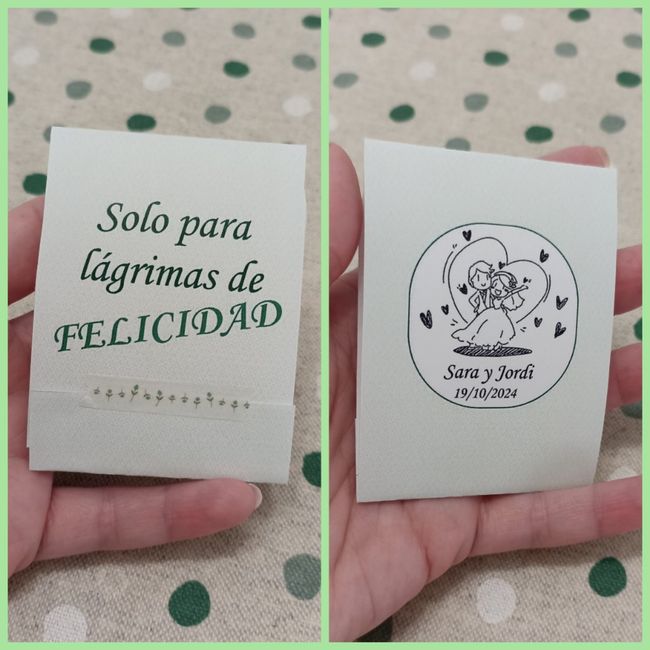 Solo para
lágrimas de
FELICIDAD
Sara y Jordi
19/10/2024